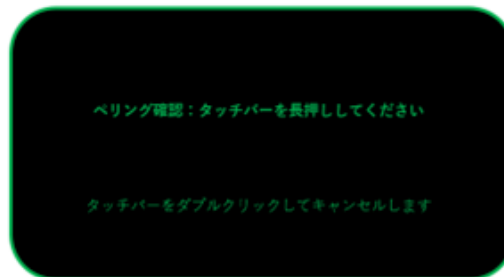 ペリング確認：タッチバーを長押ししてください
タッチバーをダブルクリックしてキャンセルします